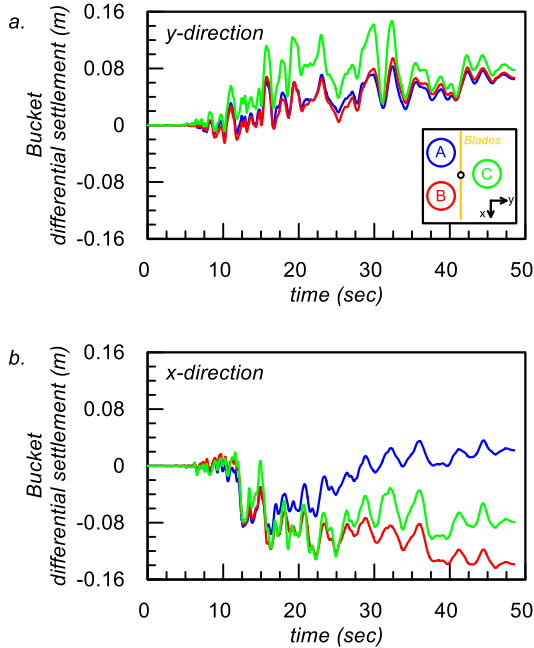 a.
y-direction
Bucket
differential settlement (m)
0.16
0.08
0
-0.08
-0.16
A
Blades
C
B
y
x
0 10 20 30 40 50
time (sec)
b.
x-direction
Bucket
differential settlement (m)
0.16
0.08
0
-0.08
-0.16
0 10 20 30 40 50
time (sec)